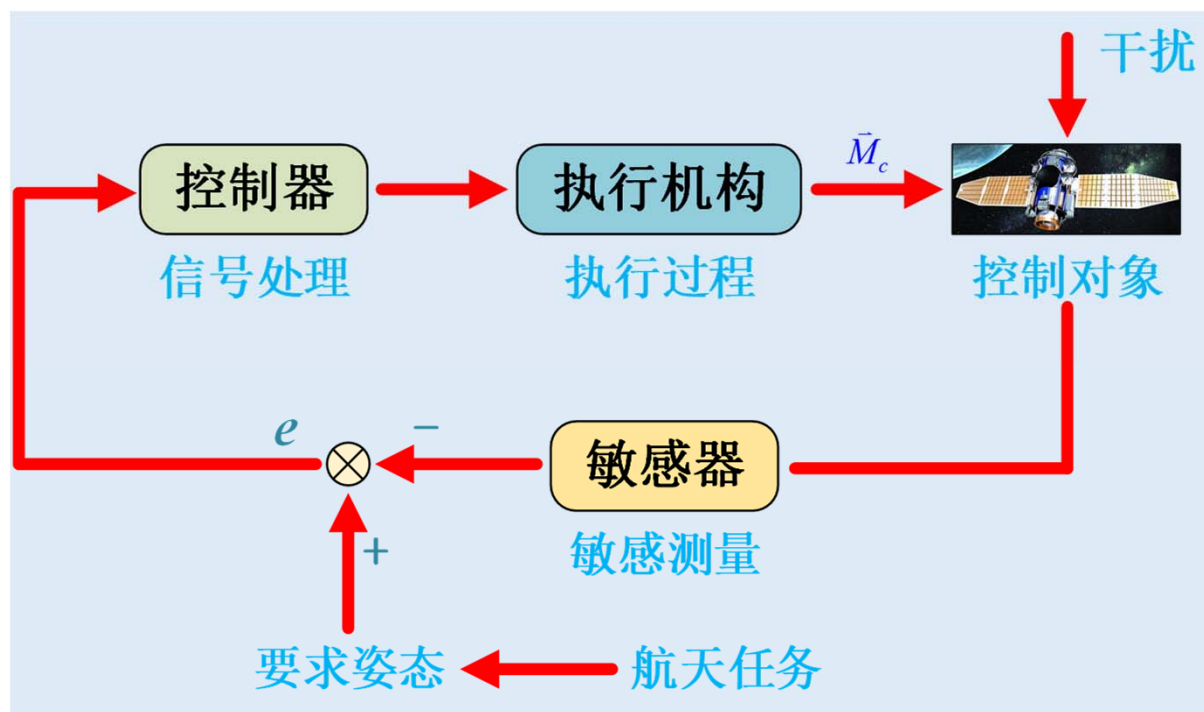 干扰
控制器
执行机构
M̄c
信号处理
执行过程
控制对象
e
−
敏感器
+
敏感测量
要求姿态
航天任务